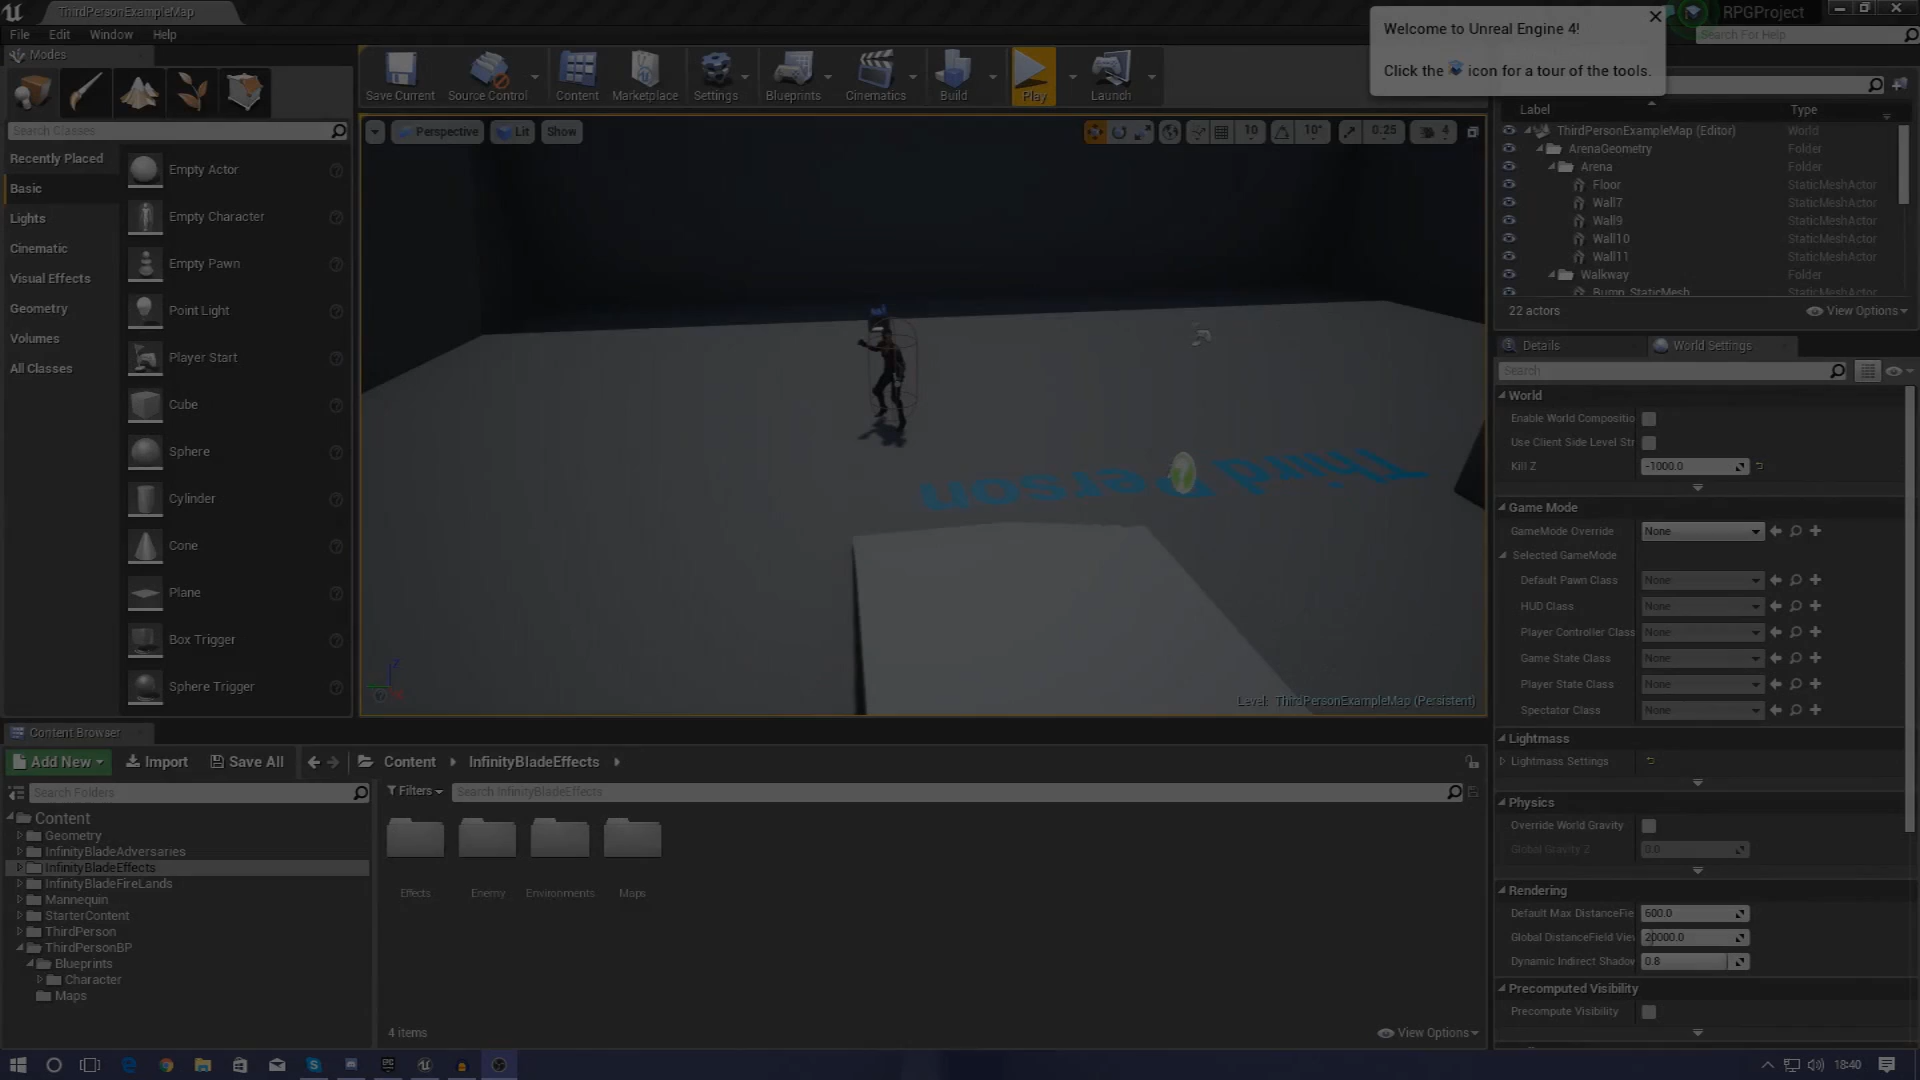 ThirdPersonExampleMap
RPGProject
File Edit Window Help
Search For Help
Welcome to Unreal Engine 4!
Click the icon for a tour of the tools.
Modes
Save Current
Source Control
Content
Marketplace
Settings
Blueprints
Cinematics
Build
Play
Launch
Search Classes
Recently Placed
Basic
Lights
Cinematic
Visual Effects
Geometry
Volumes
All Classes
Empty Actor
Empty Character
Empty Pawn
Point Light
Player Start
Cube
Sphere
Cylinder
Cone
Plane
Box Trigger
Sphere Trigger
Perspective
Lit
Show
10
10°
0.25
4
Third Person
Level: ThirdPersonExampleMap (Persistent)
Label Type
ThirdPersonExampleMap (Editor) World
ArenaGeometry Folder
Arena Folder
Floor StaticMeshActor
Wall7 StaticMeshActor
Wall9 StaticMeshActor
Wall10 StaticMeshActor
Wall11 StaticMeshActor
Walkway Folder
Bump_StaticMesh
22 actors
View Options
Details
World Settings
Search
World
Enable World Compositio
Use Client Side Level Str
Kill Z -1000.0
Game Mode
GameMode Override None
Selected GameMode
Default Pawn Class None
HUD Class None
Player Controller Class None
Game State Class None
Player State Class None
Spectator Class None
Lightmass
Lightmass Settings
Physics
Override World Gravity
Global Gravity Z 0.0
Rendering
Default Max DistanceFie 600.0
Global DistanceField Viev 20000.0
Dynamic Indirect Shadov 0.8
Precomputed Visibility
Precompute Visibility
Content Browser
Add New
Import
Save All
Content
InfinityBladeEffects
Search Folders
Filters
Search InfinityBladeEffects
Content
Geometry
InfinityBladeAdversaries
InfinityBladeEffects
InfinityBladeFireLands
Mannequin
StarterContent
ThirdPerson
ThirdPersonBP
Blueprints
Character
Maps
Effects
Enemy
Environments
Maps
4 items
View Options
18:40